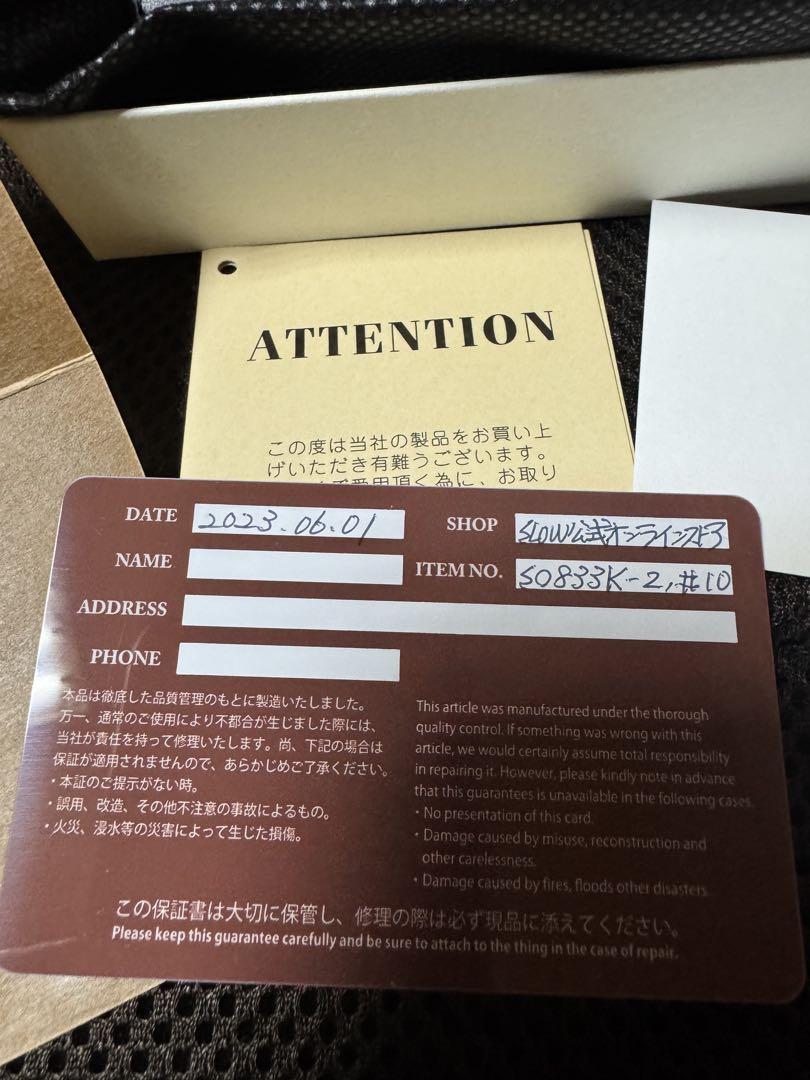 ATTENTION
この度は当社の製品をお買い上
げいただき有難うございます。
愛用頂く為に、お取り
DATE 2023.06.01
SHOP SLOW公式オンラインストア
NAME
ITEM NO. SO833K-2, #10
ADDRESS
PHONE
本品は徹底した品質管理のもとに製造いたしました。
万一、通常のご使用により不都合が生じました際には、
当社が責任を持って修理いたします。尚、下記の場合は
保証が適用されませんので、あらかじめご了承ください。
・本証のご提示がない時。
・誤用、改造、その他不注意の事故によるもの。
・火災、浸水等の災害によって生じた損傷。
This article was manufactured under the thorough
quality control. If something was wrong with this
article, we would certainly assume total responsibility
in repairing it. However, please kindly note in advance
that this guarantees is unavailable in the following cases.
・No presentation of this card.
・Damage caused by misuse, reconstruction and
other carelessness.
・Damage caused by fires, floods other disasters.
この保証書は大切に保管し、修理の際は必ず現品に添えてください。
Please keep this guarantee carefully and be sure to attach to the thing in the case of repair.